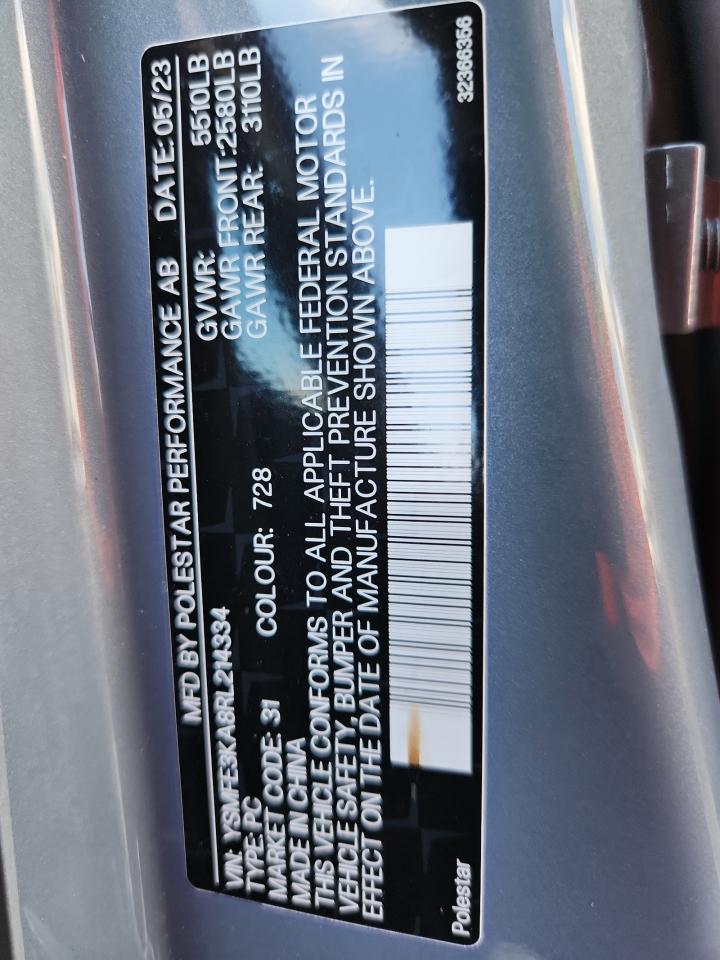 MFD BY POLESTAR PERFORMANCE AB DATE: 05/23
VIN: YSMFE3KA8RL214334 GVWR: 5510LB
TYPE: PC GAWR FRONT: 2580LB
MARKET CODE: 31 COLOUR: 728 GAWR REAR: 3110LB
MADE IN CHINA
THIS VEHICLE CONFORMS TO ALL APPLICABLE FEDERAL MOTOR
VEHICLE SAFETY, BUMPER AND THEFT PREVENTION STANDARDS IN
EFFECT ON THE DATE OF MANUFACTURE SHOWN ABOVE.
Polestar 32366356